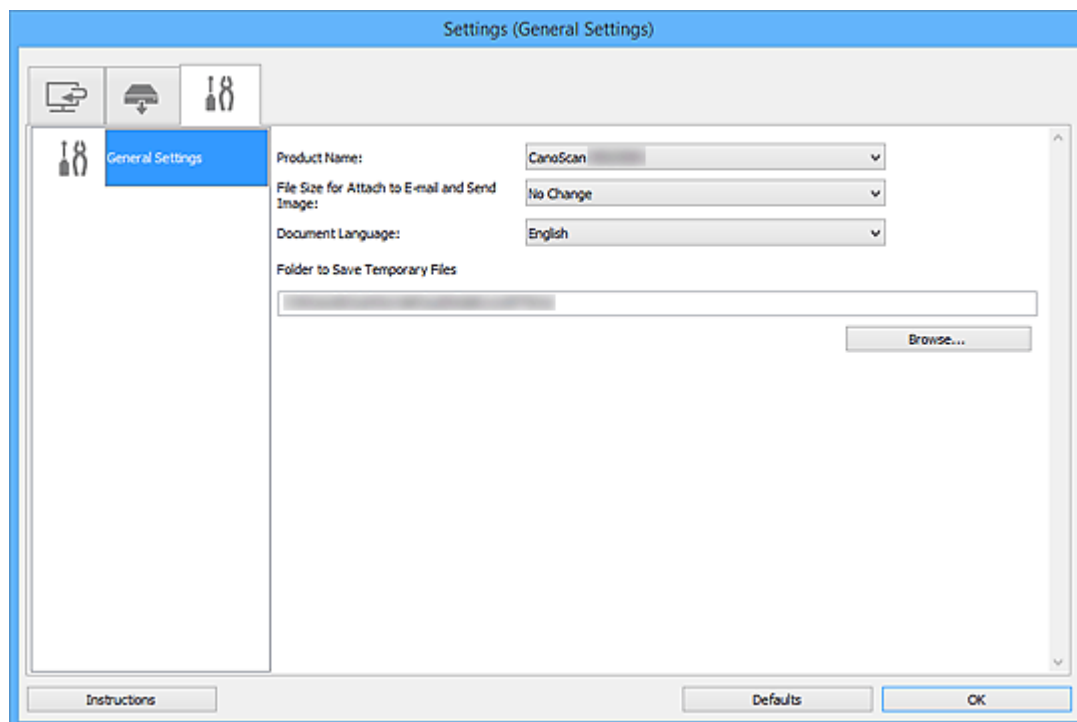 Settings (General Settings)
General Settings
Product Name:
CanoScan
File Size for Attach to E-mail and Send
Image:
No Change
Document Language:
English
Folder to Save Temporary Files
Browse...
Instructions
Defaults
OK